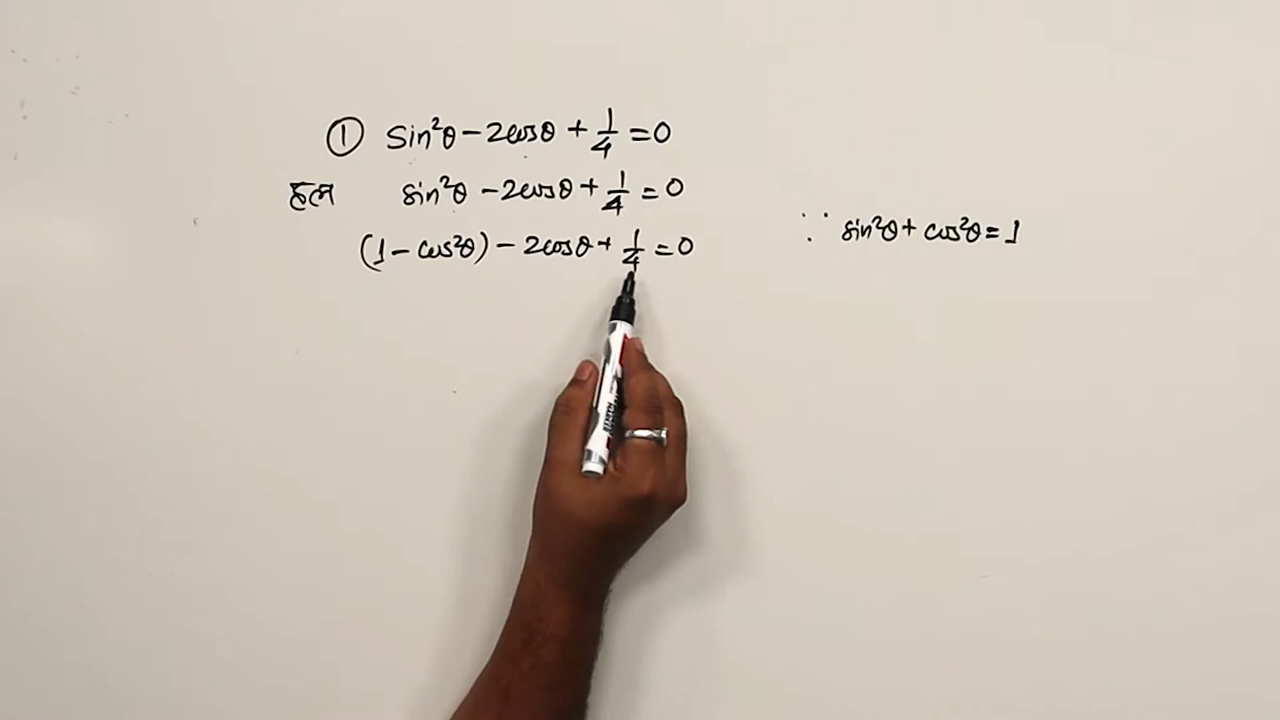 ① Sin²θ - 2cosθ + 1/4 = 0
हल sin²θ - 2cosθ + 1/4 = 0
(1 - cos²θ) - 2cosθ + 1/4 = 0
∵ sin²θ + cos²θ = 1